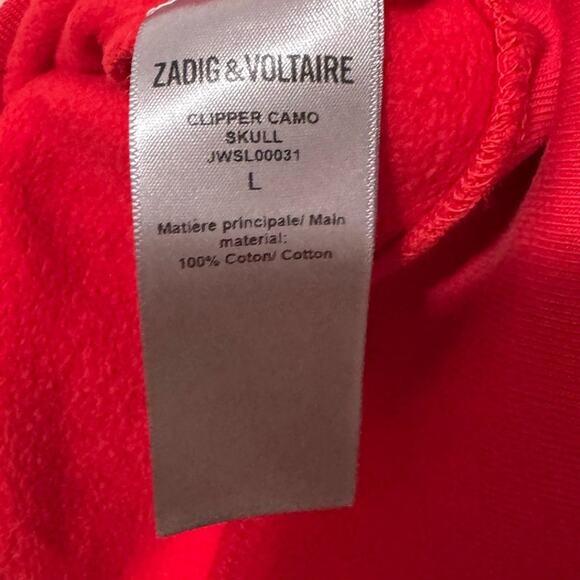 ZADIG & VOLTAIRE
CLIPPER CAMO
SKULL
JWSL00031
L
Matière principale/ Main
material:
100% Coton/ Cotton